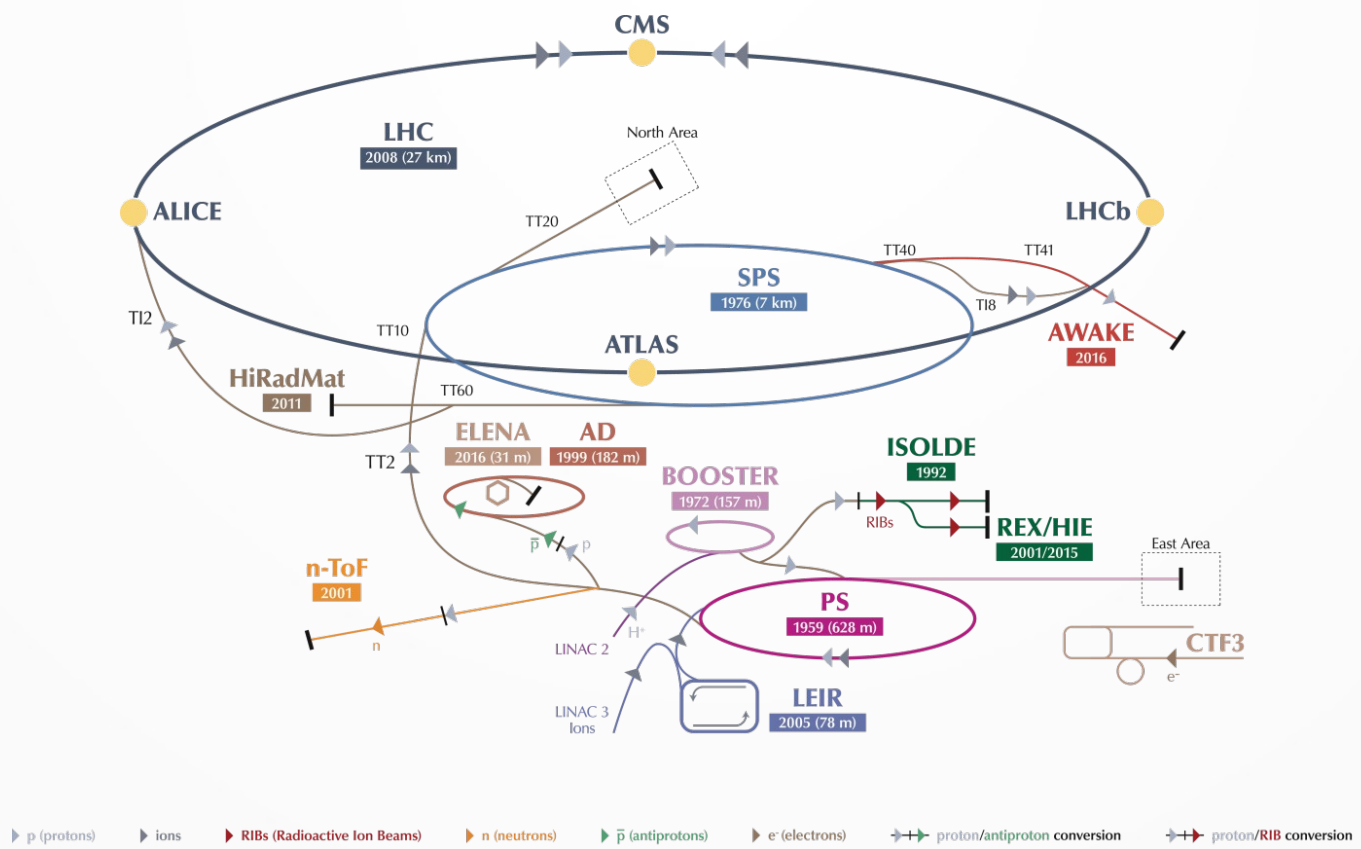 CMS
LHC
2008 (27 km)
North Area
ALICE
LHCb
TT20
TT40
TT41
SPS
1976 (7 km)
TI2
TT10
TI8
ATLAS
AWAKE
2016
HiRadMat
2011
TT60
ELENA
2016 (31 m)
AD
1999 (182 m)
TT2
BOOSTER
1972 (157 m)
ISOLDE
1992
RIBs
REX/HIE
2001/2015
p̅
p
East Area
n-ToF
2001
n
PS
1959 (628 m)
H⁺
LINAC 2
CTF3
e⁻
LEIR
2005 (78 m)
LINAC 3
Ions
p (protons)
ions
RIBs (Radioactive Ion Beams)
n (neutrons)
p̅ (antiprotons)
e⁻ (electrons)
proton/antiproton conversion
proton/RIB conversion